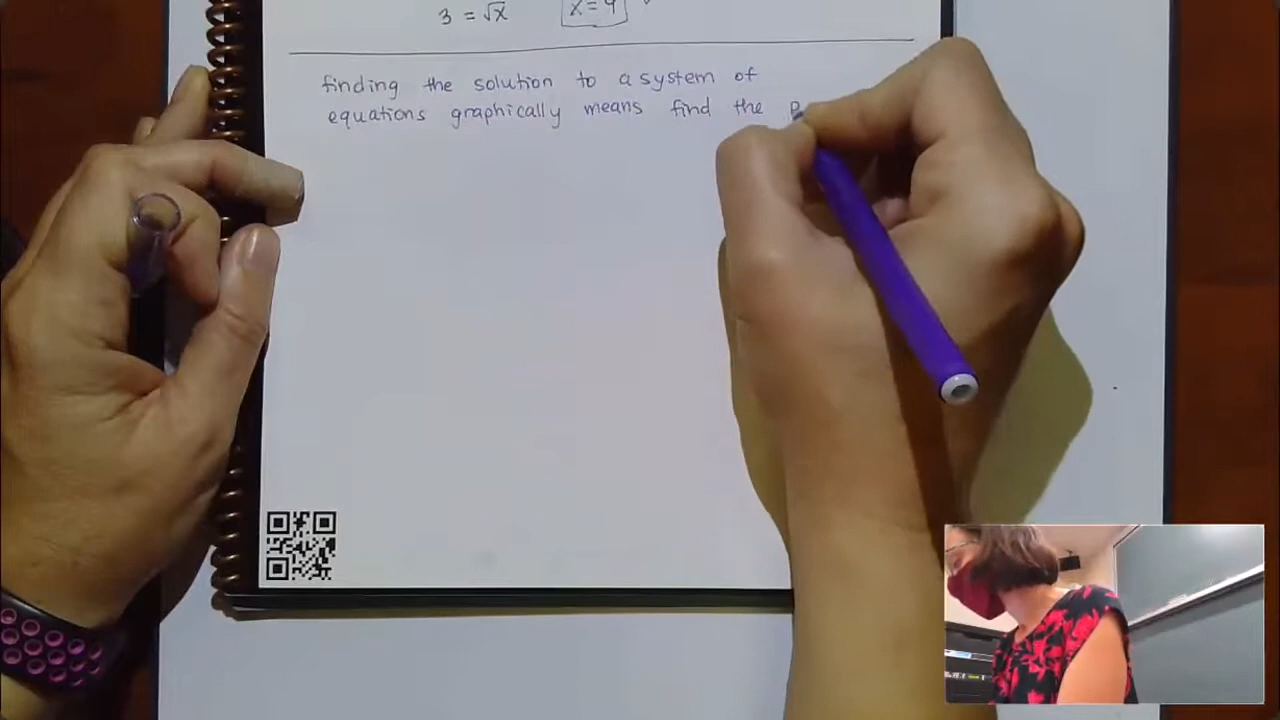 3 = √x x = 9
finding the solution to a system of
equations graphically means find the